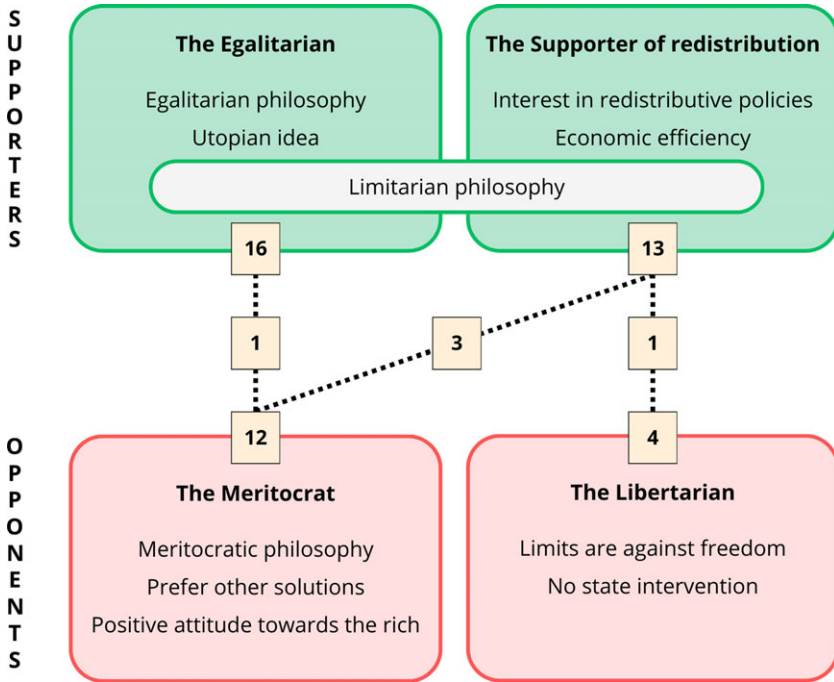 SUPPORTERS
The Egalitarian
Egalitarian philosophy
Utopian idea
The Supporter of redistribution
Interest in redistributive policies
Economic efficiency
Limitarian philosophy
16
13
1
3
1
12
4
OPPONENTS
The Meritocrat
Meritocratic philosophy
Prefer other solutions
Positive attitude towards the rich
The Libertarian
Limits are against freedom
No state intervention